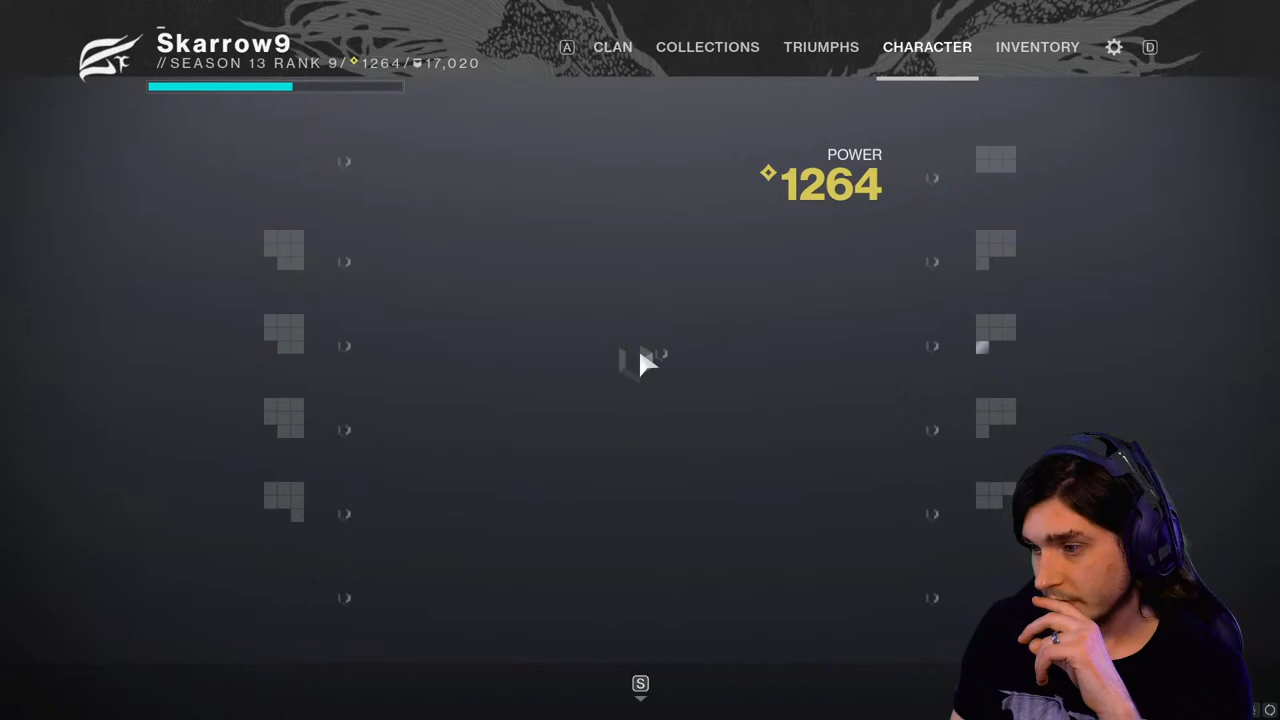 Skarrow9
//SEASON 13 RANK 9/1264/17,020
A CLAN COLLECTIONS TRIUMPHS CHARACTER INVENTORY D
POWER
1264
S